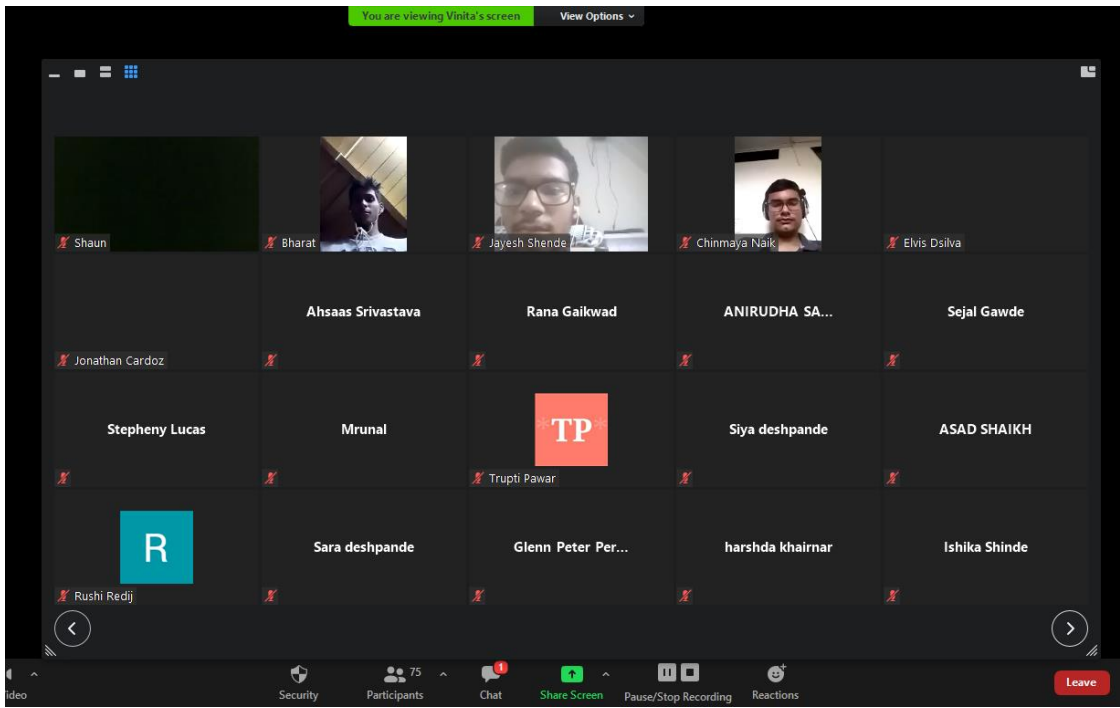 You are viewing Vinita's screen View Options
Shaun Bharat Jayesh Shende Chinmaya Naik Elvis Dsilva
Ahsaas Srivastava Rana Gaikwad ANIRUDHA SA... Sejal Gawde
Jonathan Cardoz
Stepheny Lucas Mrunal *TP* Siya deshpande ASAD SHAIKH
Trupti Pawar
R Sara deshpande Glenn Peter Per... harshda khairnar Ishika Shinde
Rushi Redij
75 1
ideo Security Participants Chat Share Screen Pause/Stop Recording Reactions Leave